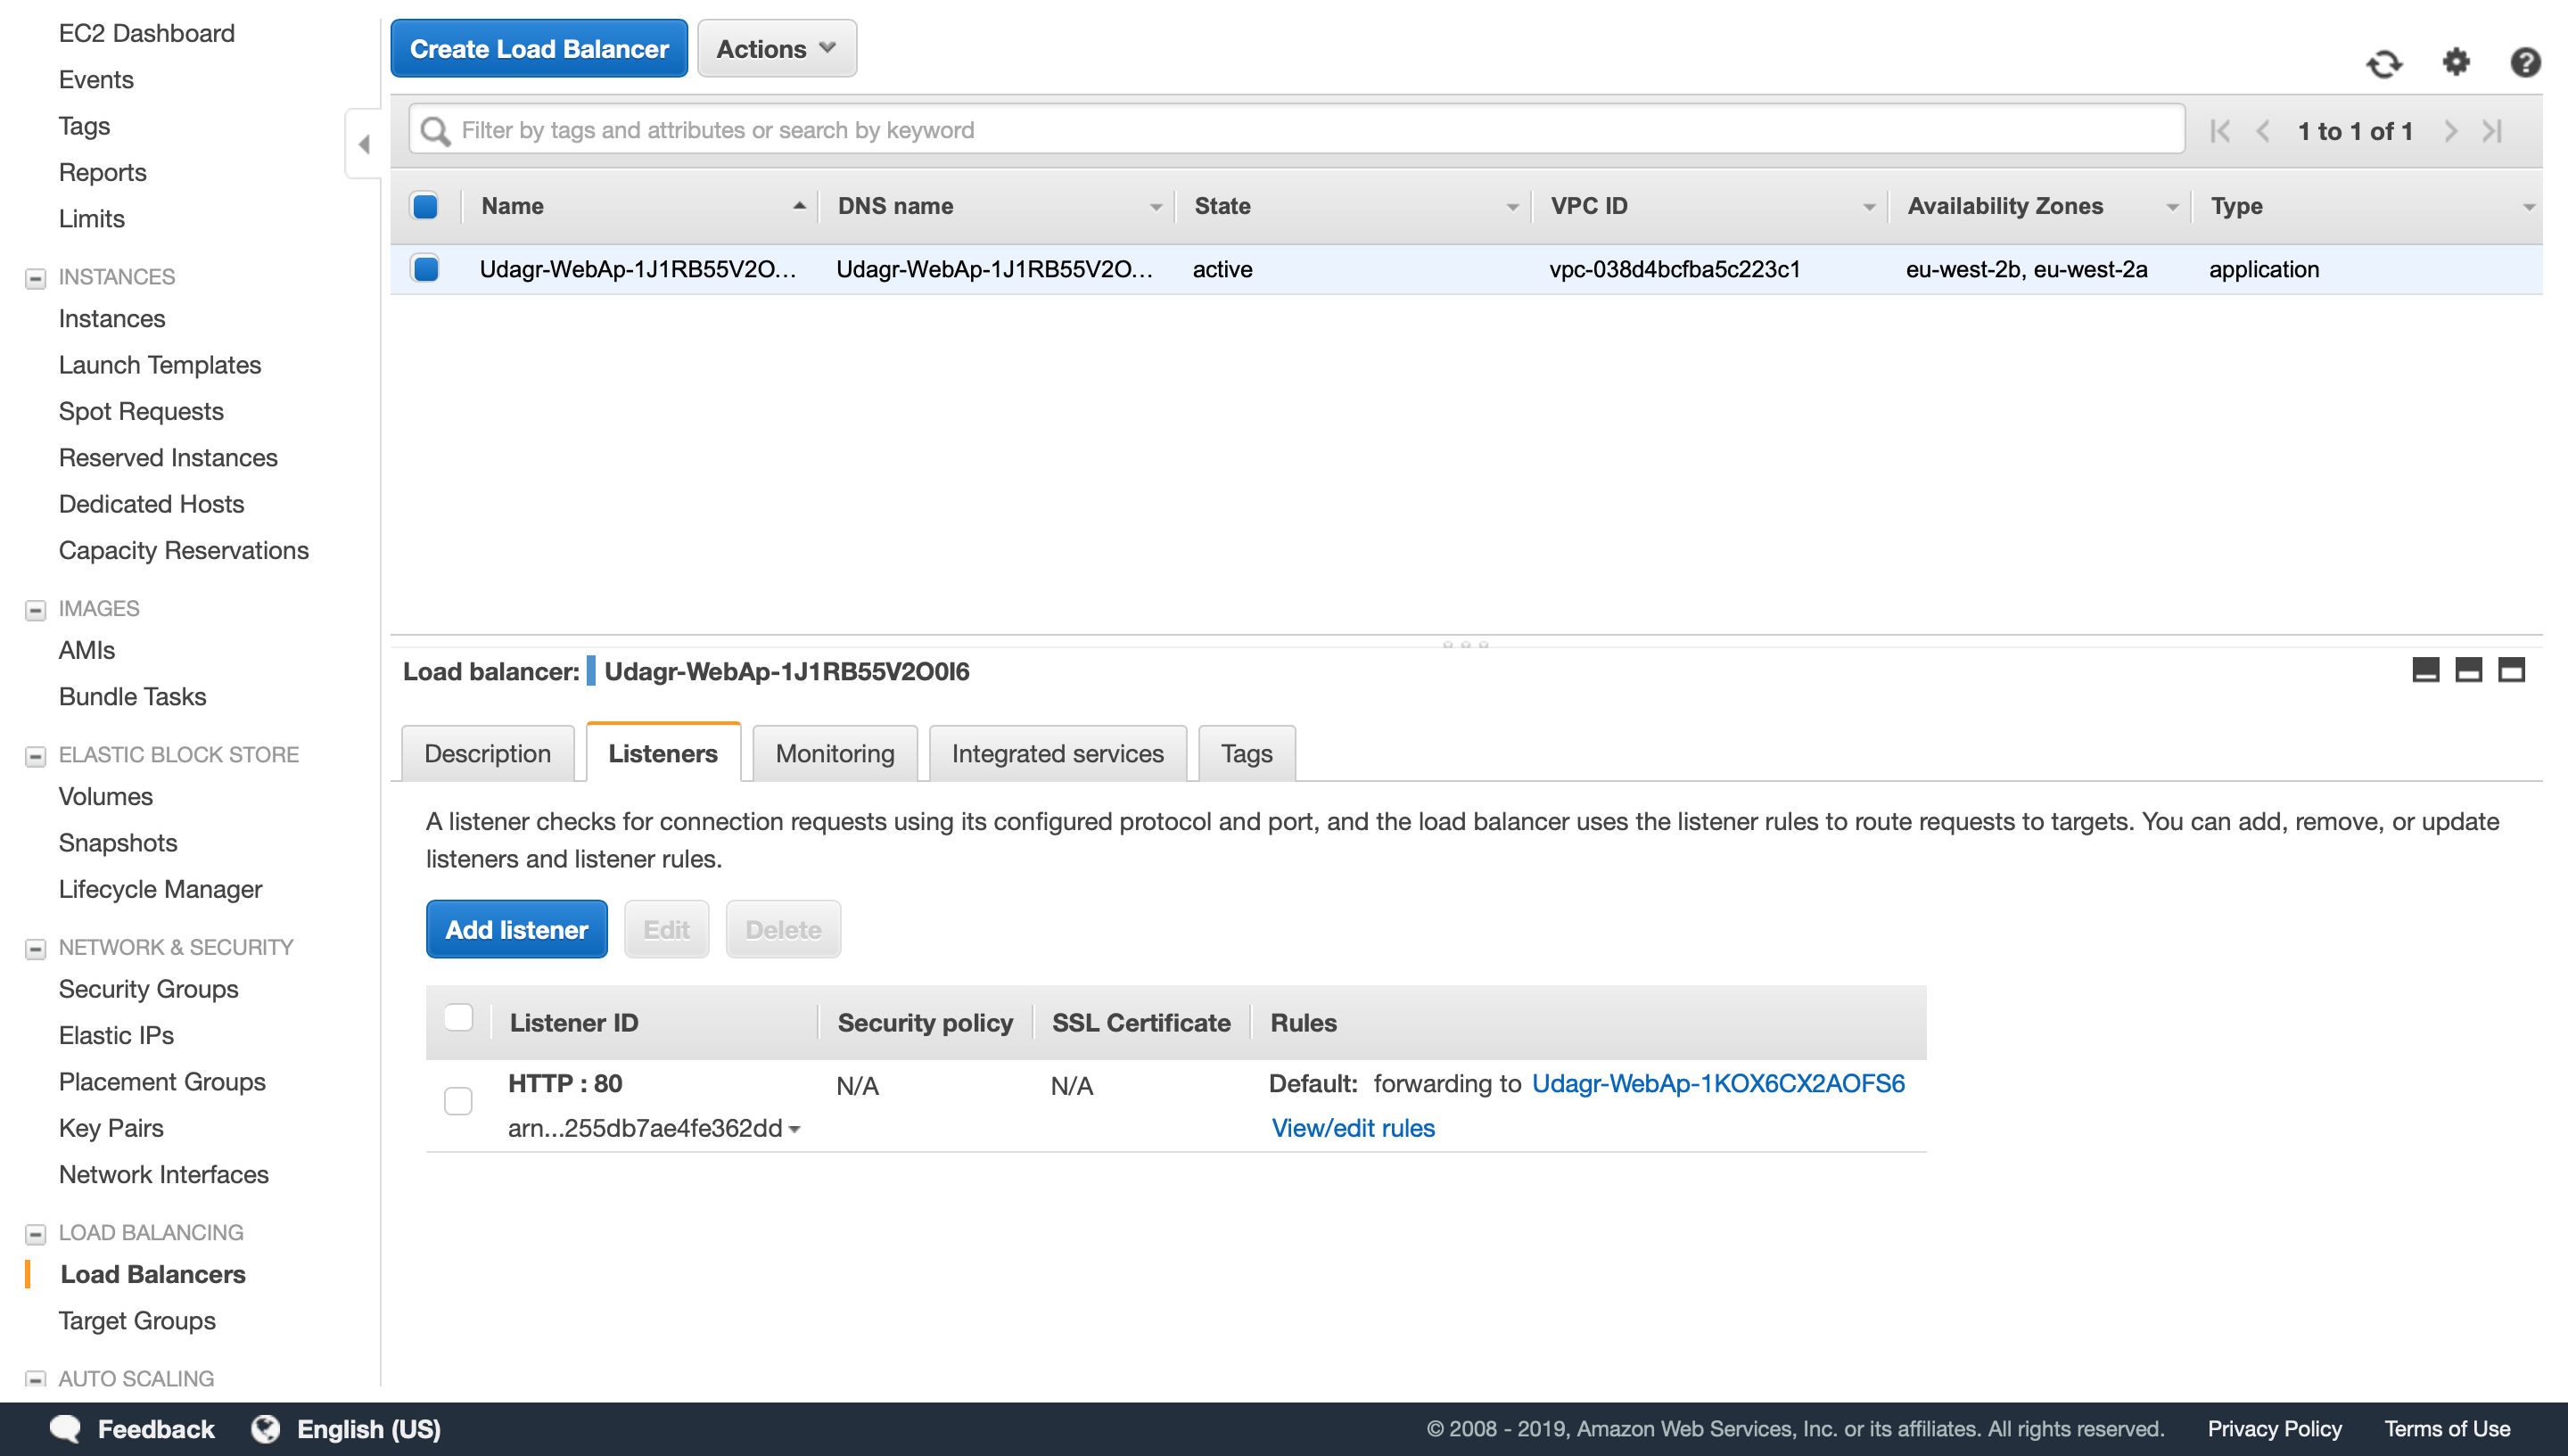 EC2 Dashboard
Events
Tags
Reports
Limits
INSTANCES
Instances
Launch Templates
Spot Requests
Reserved Instances
Dedicated Hosts
Capacity Reservations
IMAGES
AMIs
Bundle Tasks
ELASTIC BLOCK STORE
Volumes
Snapshots
Lifecycle Manager
NETWORK & SECURITY
Security Groups
Elastic IPs
Placement Groups
Key Pairs
Network Interfaces
LOAD BALANCING
Load Balancers
Target Groups
AUTO SCALING
Create Load Balancer Actions
Filter by tags and attributes or search by keyword 1 to 1 of 1
Name DNS name State VPC ID Availability Zones Type
Udagr-WebAp-1J1RB55V2O... Udagr-WebAp-1J1RB55V2O... active vpc-038d4bcfba5c223c1 eu-west-2b, eu-west-2a application
Load balancer: Udagr-WebAp-1J1RB55V2O0I6
Description Listeners Monitoring Integrated services Tags
A listener checks for connection requests using its configured protocol and port, and the load balancer uses the listener rules to route requests to targets. You can add, remove, or update
listeners and listener rules.
Add listener Edit Delete
Listener ID Security policy SSL Certificate Rules
HTTP : 80 N/A N/A Default: forwarding to Udagr-WebAp-1KOX6CX2AOFS6
arn...255db7ae4fe362dd View/edit rules
Feedback English (US) © 2008 - 2019, Amazon Web Services, Inc. or its affiliates. All rights reserved. Privacy Policy Terms of Use